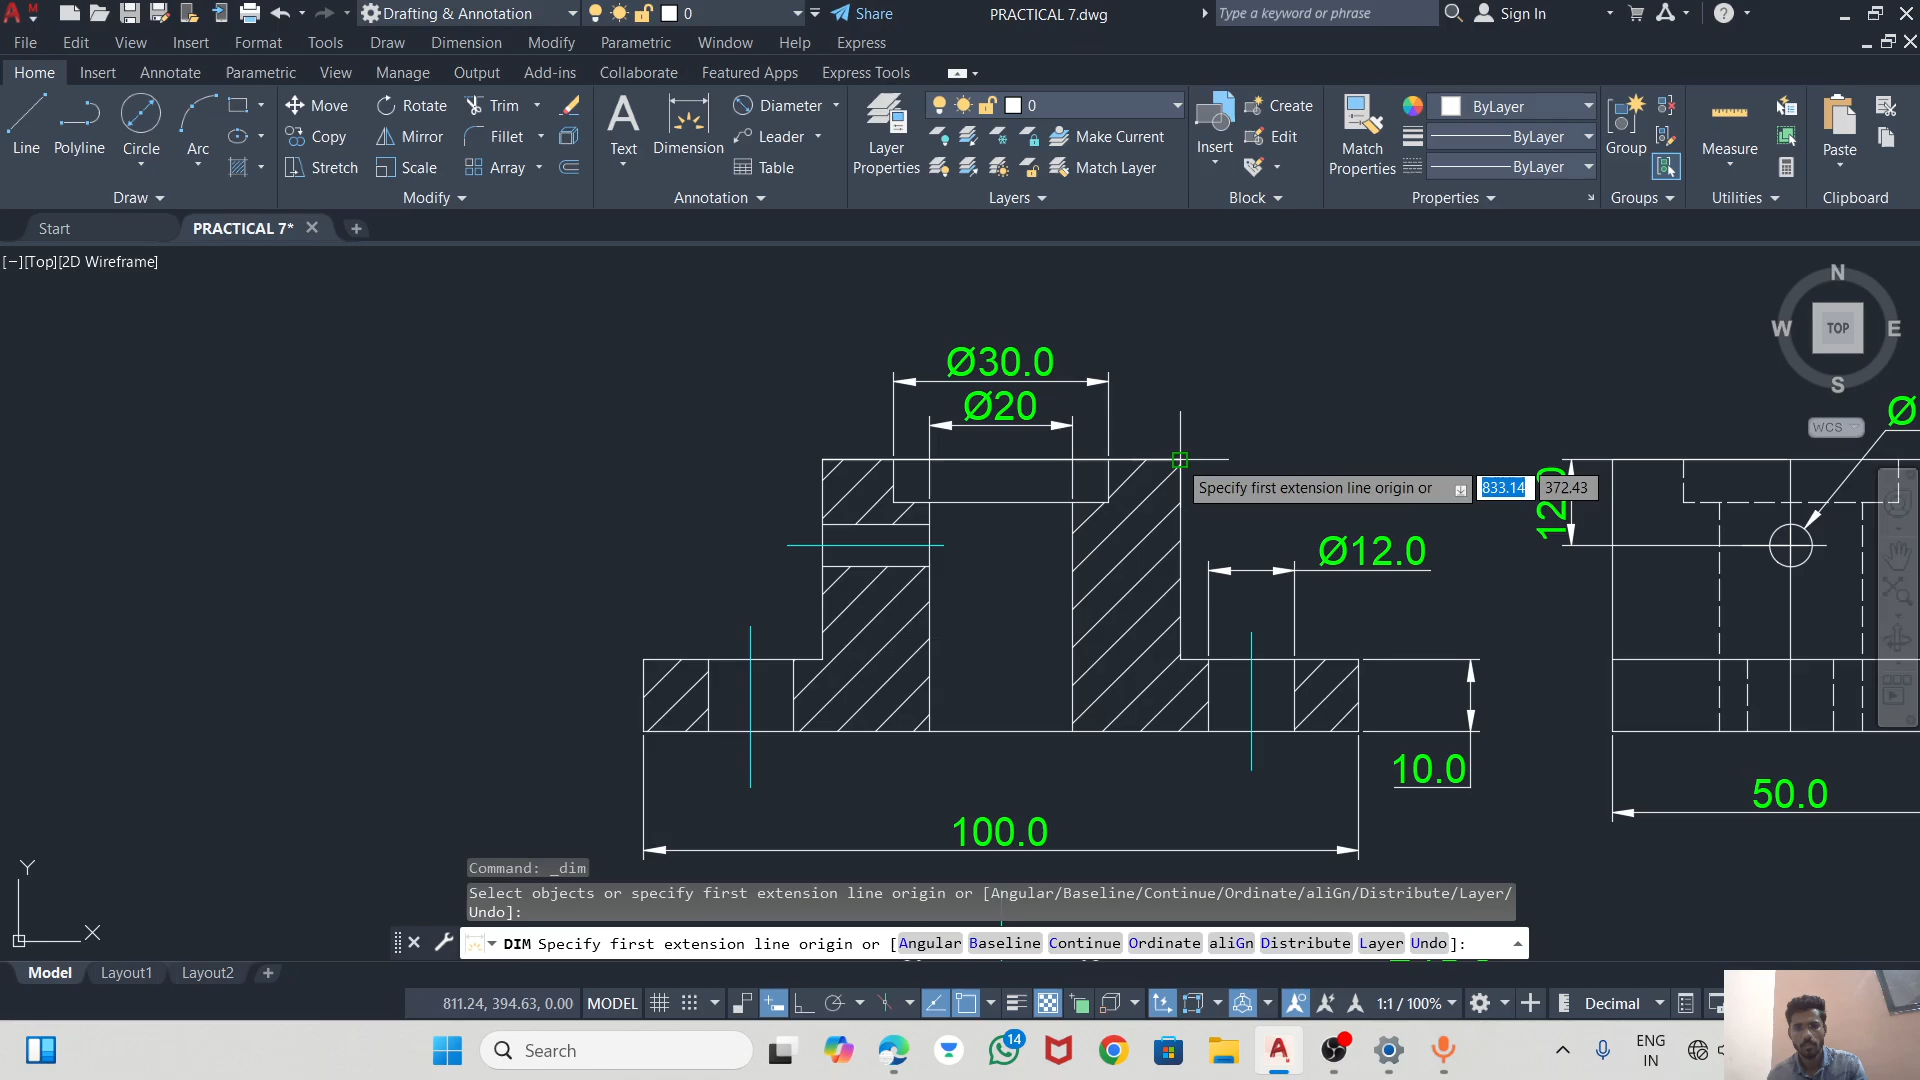 Drafting & Annotation
0
Share
PRACTICAL 7.dwg
Type a keyword or phrase
Sign In
File Edit View Insert Format Tools Draw Dimension Modify Parametric Window Help Express
Home Insert Annotate Parametric View Manage Output Add-ins Collaborate Featured Apps Express Tools
Line Polyline Circle Arc
Move Rotate Trim
Copy Mirror Fillet
Stretch Scale Array
Text Dimension
Diameter
Leader
Table
Layer Properties
0
Make Current
Match Layer
Insert
Create
Edit
Match Properties
ByLayer
ByLayer
ByLayer
Group
Measure
Paste
Draw Modify Annotation Layers Block Properties Groups Utilities Clipboard
Start PRACTICAL 7*
[−][Top][2D Wireframe]
N
W TOP E
S
WCS
Ø30.0
Ø20
Ø
Specify first extension line origin or 833.14 372.43
Ø12.0
10.0
50.0
100.0
Y
X
Command: _dim
Select objects or specify first extension line origin or [Angular/Baseline/Continue/Ordinate/aliGn/Distribute/Layer/
Undo]:
DIM Specify first extension line origin or [Angular Baseline Continue Ordinate aliGn Distribute Layer Undo]:
Model Layout1 Layout2
811.24, 394.63, 0.00 MODEL 1:1 / 100% Decimal
Search
14
ENG
IN